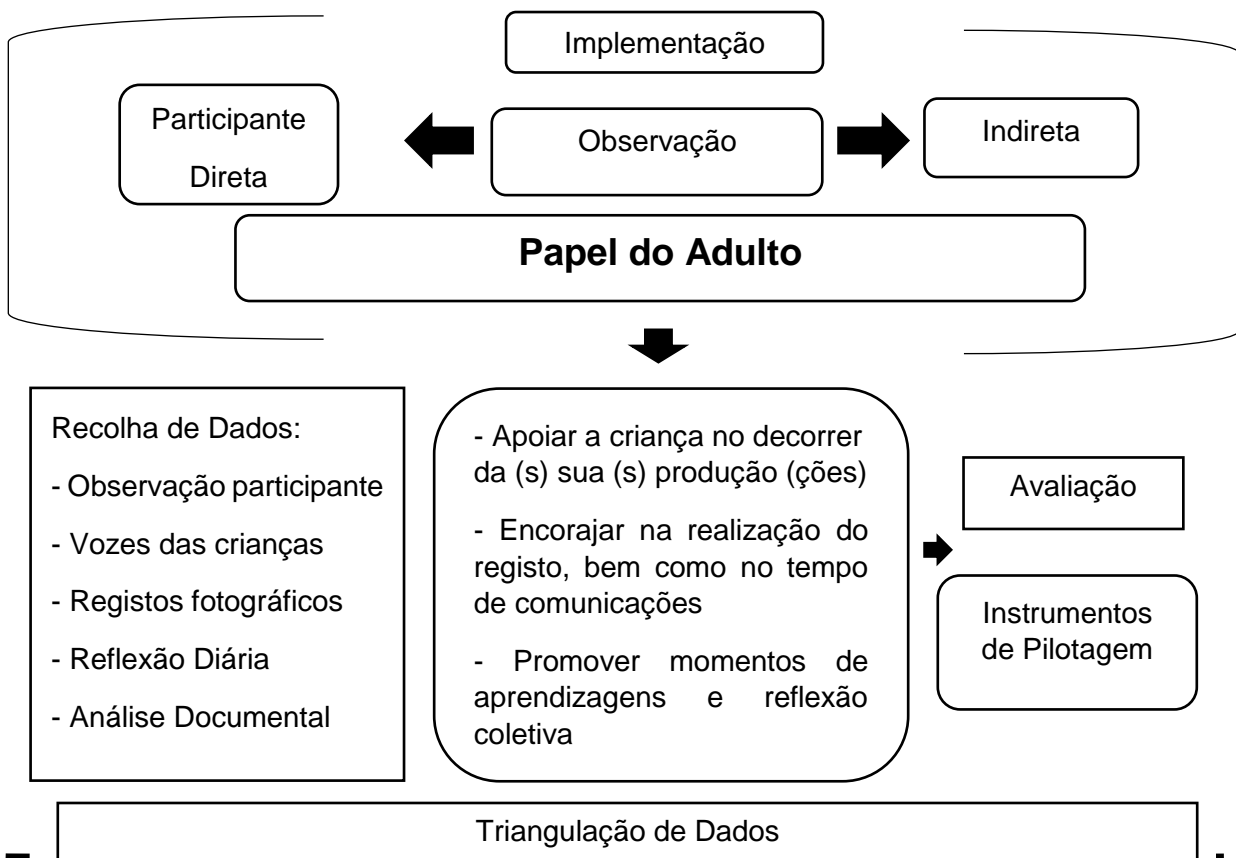 Implementação
Participante
Direta
Observação
Indireta
Papel do Adulto
Recolha de Dados:
- Observação participante
- Vozes das crianças
- Registos fotográficos
- Reflexão Diária
- Análise Documental
- Apoiar a criança no decorrer
da (s) sua (s) produção (ções)
- Encorajar na realização do
registo, bem como no tempo
de comunicações
- Promover momentos de
aprendizagens e reflexão
coletiva
Avaliação
Instrumentos
de Pilotagem
Triangulação de Dados